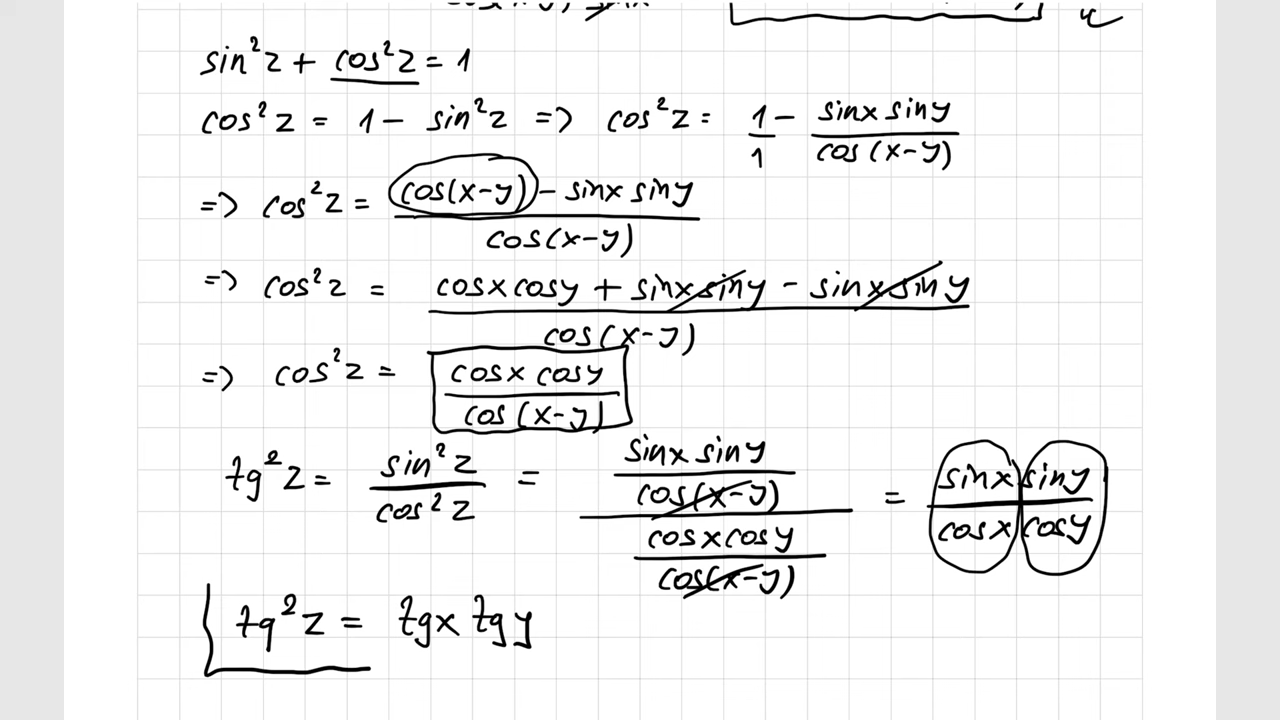 sin²z + cos²z = 1
cos²z = 1 - sin²z => cos²z = 1/1 - sinx siny / cos(x-y)
=> cos²z = cos(x-y) - sinx siny / cos(x-y)
=> cos²z = cosx cosy + sinx siny - sinx siny / cos(x-y)
=> cos²z = cosx cosy / cos(x-y)
tg²z = sin²z / cos²z = sinx siny / cos(x-y) / cosx cosy / cos(x-y) = sinx siny / cosx cosy
tg²z = tgx tgy